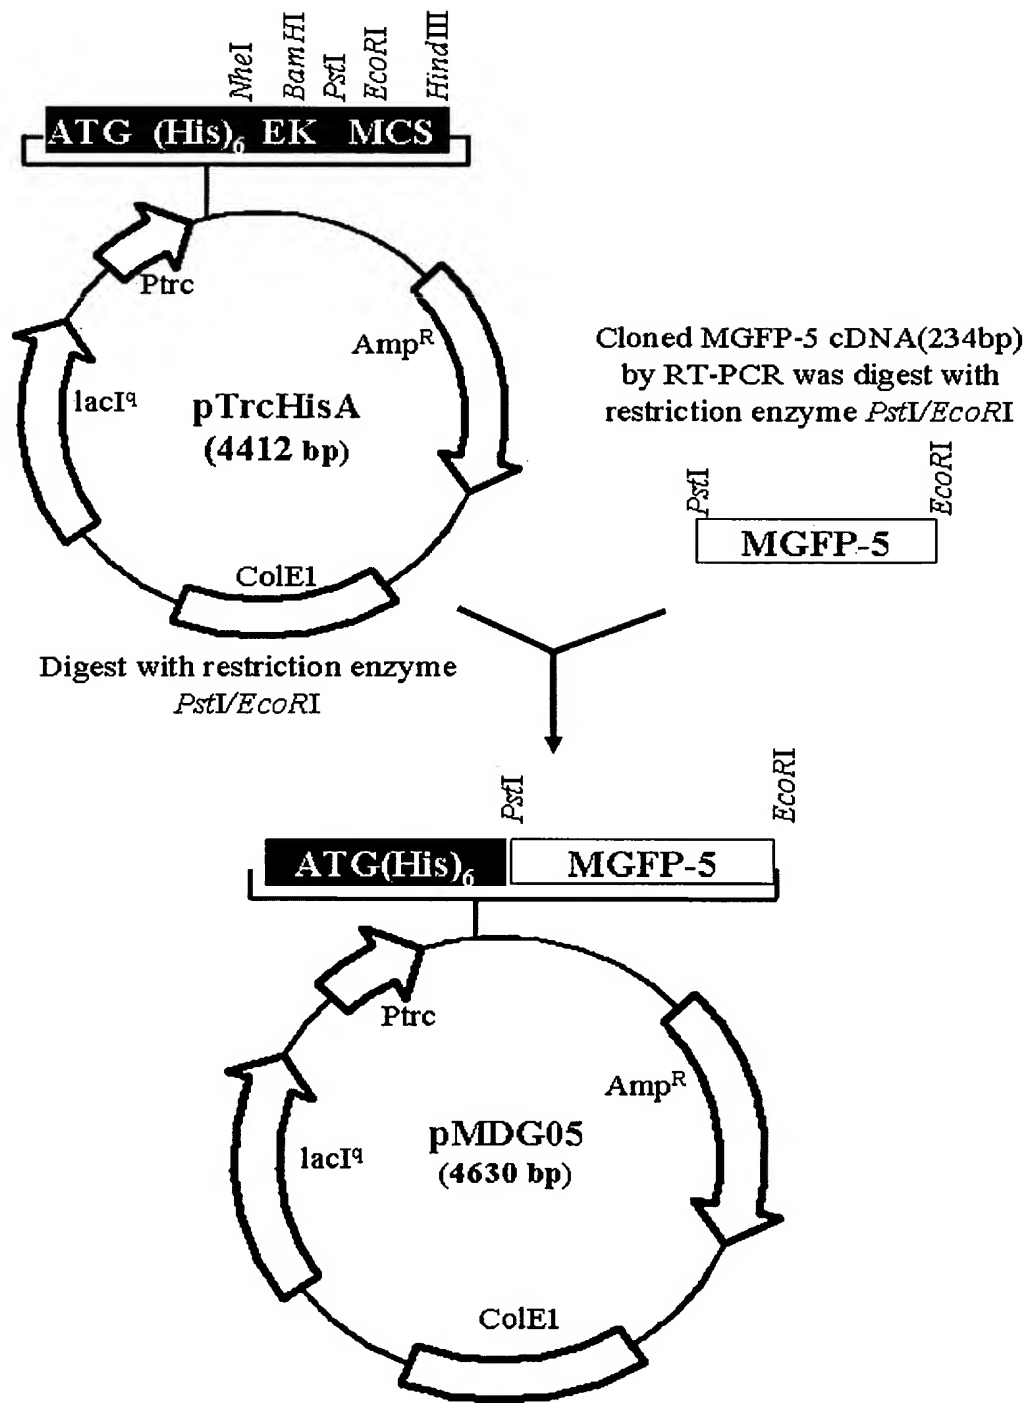 NheI
BamHI
PstI
EcoRI
HindIII
ATG (His)6 EK MCS
Ptrc
AmpR
lacIq
pTrcHisA
(4412 bp)
ColE1
Digest with restriction enzyme
PstI/EcoRI
Cloned MGFP-5 cDNA(234bp)
by RT-PCR was digest with
restriction enzyme PstI/EcoRI
PstI
EcoRI
MGFP-5
PstI
EcoRI
ATG(His)6
MGFP-5
Ptrc
AmpR
lacIq
pMDG05
(4630 bp)
ColE1